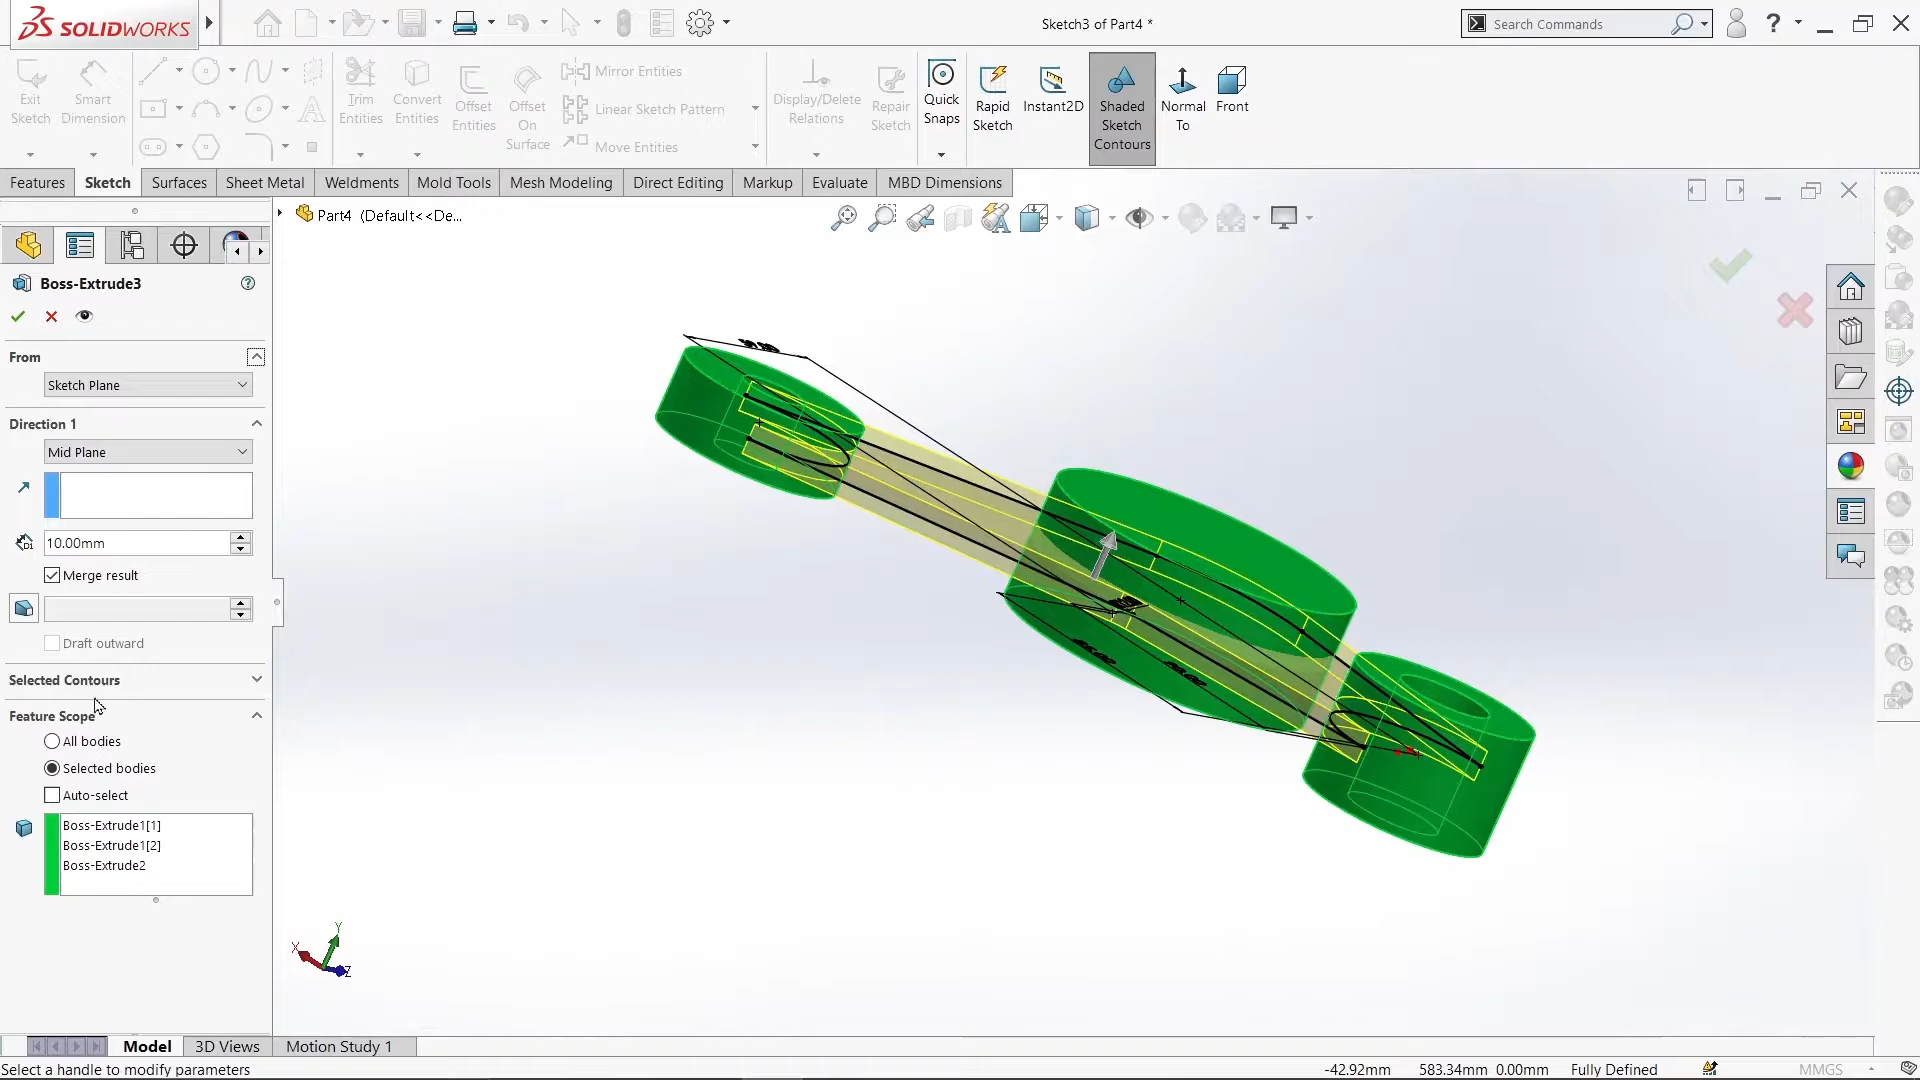 SOLIDWORKS
Sketch3 of Part4 *
Search Commands
?
Exit Sketch
Smart Dimension
Trim Entities
Convert Entities
Offset Entities
Offset On Surface
Mirror Entities
Linear Sketch Pattern
Move Entities
Display/Delete Relations
Repair Sketch
Quick Snaps
Rapid Sketch
Instant2D
Shaded Sketch Contours
Normal To
Front
Features
Sketch
Surfaces
Sheet Metal
Weldments
Mold Tools
Mesh Modeling
Direct Editing
Markup
Evaluate
MBD Dimensions
Part4 (Default<<De...
Boss-Extrude3
From
Sketch Plane
Direction 1
Mid Plane
10.00mm
Merge result
Draft outward
Selected Contours
Feature Scope
All bodies
Selected bodies
Auto-select
Boss-Extrude1[1]
Boss-Extrude1[2]
Boss-Extrude2
Y
X
Z
Model
3D Views
Motion Study 1
Select a handle to modify parameters
-42.92mm
583.34mm 0.00mm
Fully Defined
MMGS